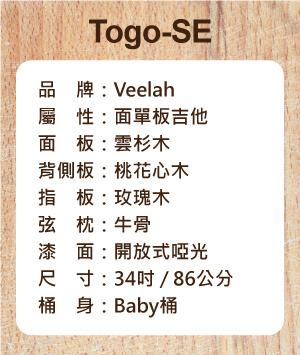 Togo-SE
品　牌：Veelah
屬　性：面單板吉他
面　板：雲杉木
背側板：桃花心木
指　板：玫瑰木
弦　枕：牛骨
漆　面：開放式啞光
尺　寸：34吋 / 86公分
桶　身：Baby桶